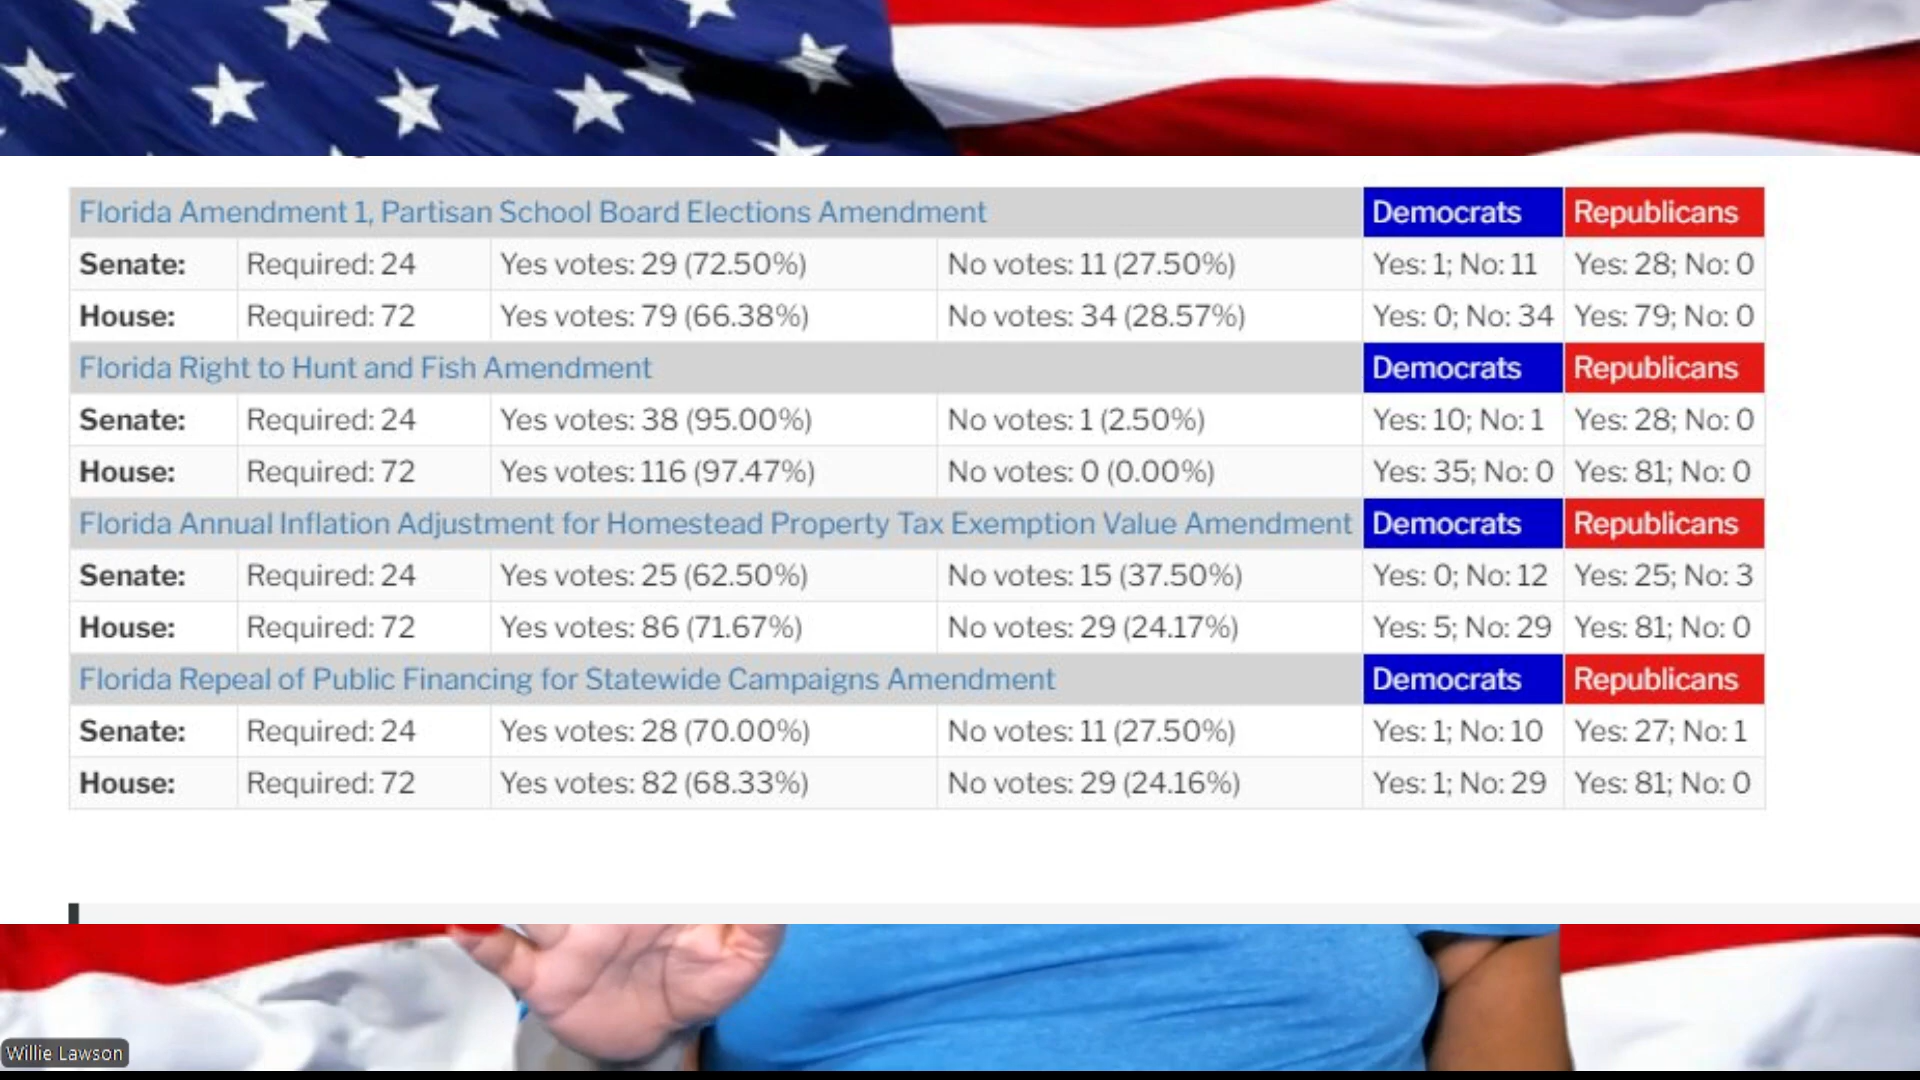 Florida Amendment 1, Partisan School Board Elections Amendment Democrats Republicans
Senate: Required: 24 Yes votes: 29 (72.50%) No votes: 11 (27.50%) Yes: 1; No: 11 Yes: 28; No: 0
House: Required: 72 Yes votes: 79 (66.38%) No votes: 34 (28.57%) Yes: 0; No: 34 Yes: 79; No: 0
Florida Right to Hunt and Fish Amendment Democrats Republicans
Senate: Required: 24 Yes votes: 38 (95.00%) No votes: 1 (2.50%) Yes: 10; No: 1 Yes: 28; No: 0
House: Required: 72 Yes votes: 116 (97.47%) No votes: 0 (0.00%) Yes: 35; No: 0 Yes: 81; No: 0
Florida Annual Inflation Adjustment for Homestead Property Tax Exemption Value Amendment Democrats Republicans
Senate: Required: 24 Yes votes: 25 (62.50%) No votes: 15 (37.50%) Yes: 0; No: 12 Yes: 25; No: 3
House: Required: 72 Yes votes: 86 (71.67%) No votes: 29 (24.17%) Yes: 5; No: 29 Yes: 81; No: 0
Florida Repeal of Public Financing for Statewide Campaigns Amendment Democrats Republicans
Senate: Required: 24 Yes votes: 28 (70.00%) No votes: 11 (27.50%) Yes: 1; No: 10 Yes: 27; No: 1
House: Required: 72 Yes votes: 82 (68.33%) No votes: 29 (24.16%) Yes: 1; No: 29 Yes: 81; No: 0
Willie Lawson